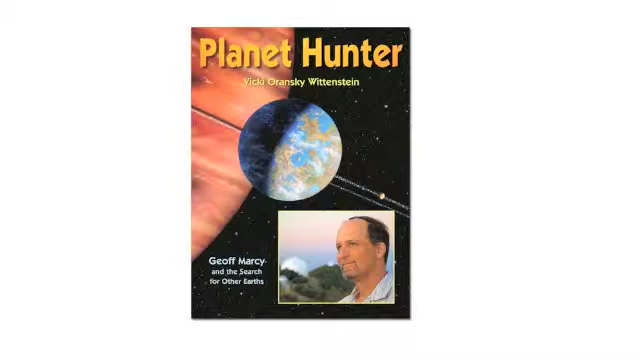 Planet Hunter
Vicki Oransky Wittenstein
Geoff Marcy
and the Search
for Other Earths